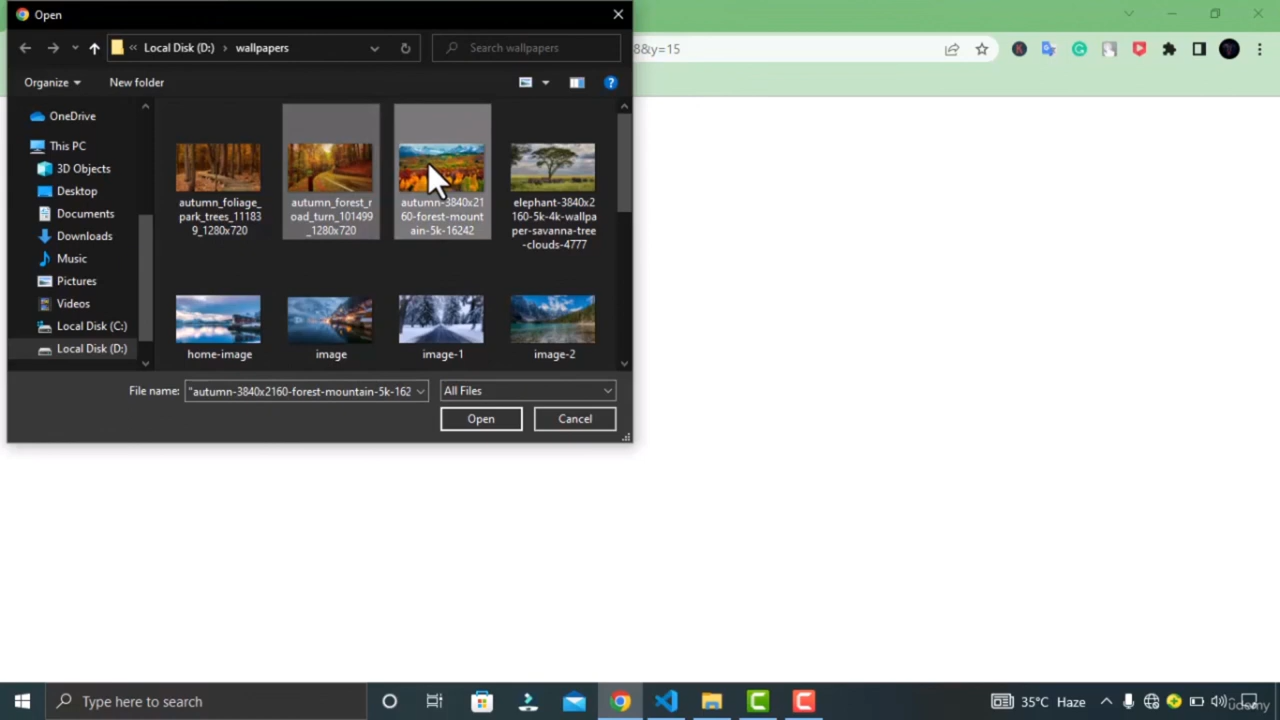 Open
Local Disk (D:)
wallpapers
Search wallpapers
8&y=15
Organize
New folder
OneDrive
This PC
3D Objects
Desktop
Documents
Downloads
Music
Pictures
Videos
Local Disk (C:)
Local Disk (D:)
autumn_foliage_
park_trees_11183
9_1280x720
autumn_forest_r
oad_turn_101499
_1280x720
autumn-3840x21
60-forest-mount
ain-5k-16242
elephant-3840x2
160-5k-4k-wallpa
per-savanna-tree
-clouds-4777
home-image
image
image-1
image-2
File name:
"autumn-3840x2160-forest-mountain-5k-162
All Files
Open
Cancel
Type here to search
35°C Haze
ûdemy